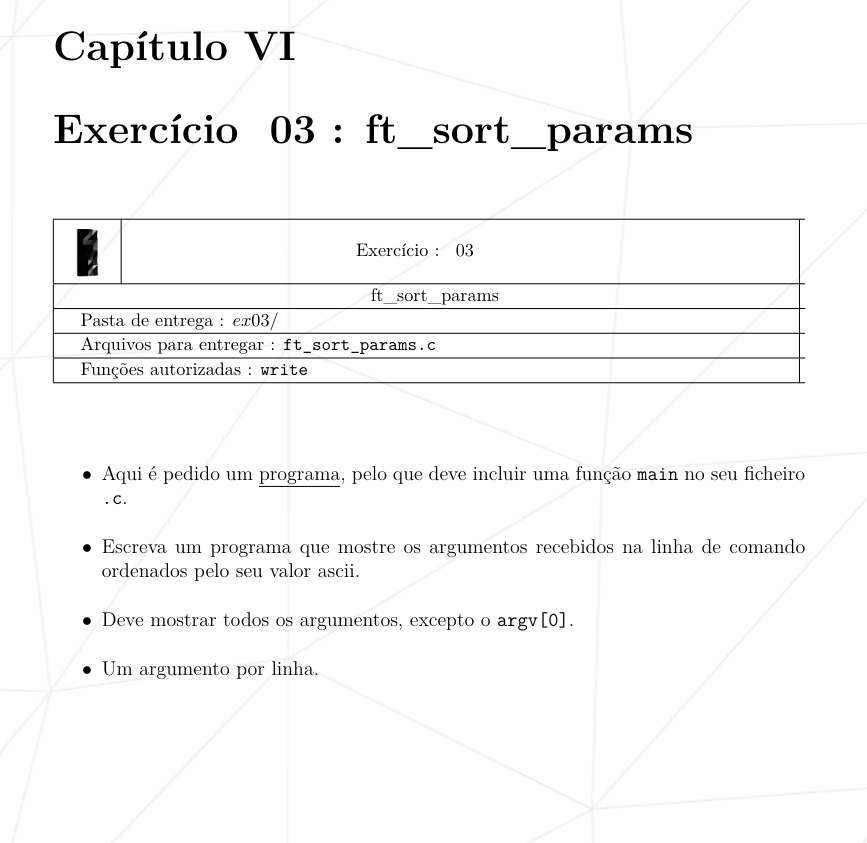 Capítulo VI
Exercício 03 : ft_sort_params
Exercício : 03
ft_sort_params
Pasta de entrega : ex03/
Arquivos para entregar : ft_sort_params.c
Funções autorizadas : write
• Aqui é pedido um programa, pelo que deve incluir uma função main no seu ficheiro
.c.
• Escreva um programa que mostre os argumentos recebidos na linha de comando
ordenados pelo seu valor ascii.
• Deve mostrar todos os argumentos, excepto o argv[0].
• Um argumento por linha.